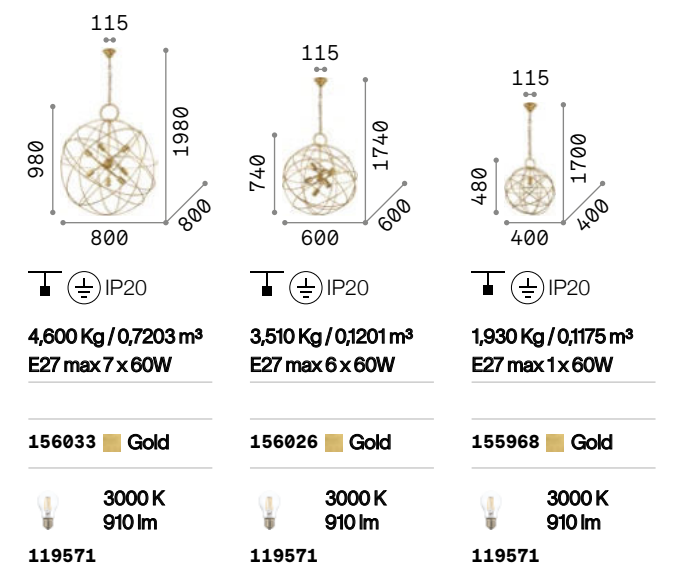 115
980
1980
800
800
IP20
4,600 Kg / 0,7203 m³
E27 max 7 x 60W
156033 Gold
3000 K
910 lm
119571
115
740
1740
600
600
IP20
3,510 Kg / 0,1201 m³
E27 max 6 x 60W
156026 Gold
3000 K
910 lm
119571
115
480
1700
400
400
IP20
1,930 Kg / 0,1175 m³
E27 max 1 x 60W
155968 Gold
3000 K
910 lm
119571